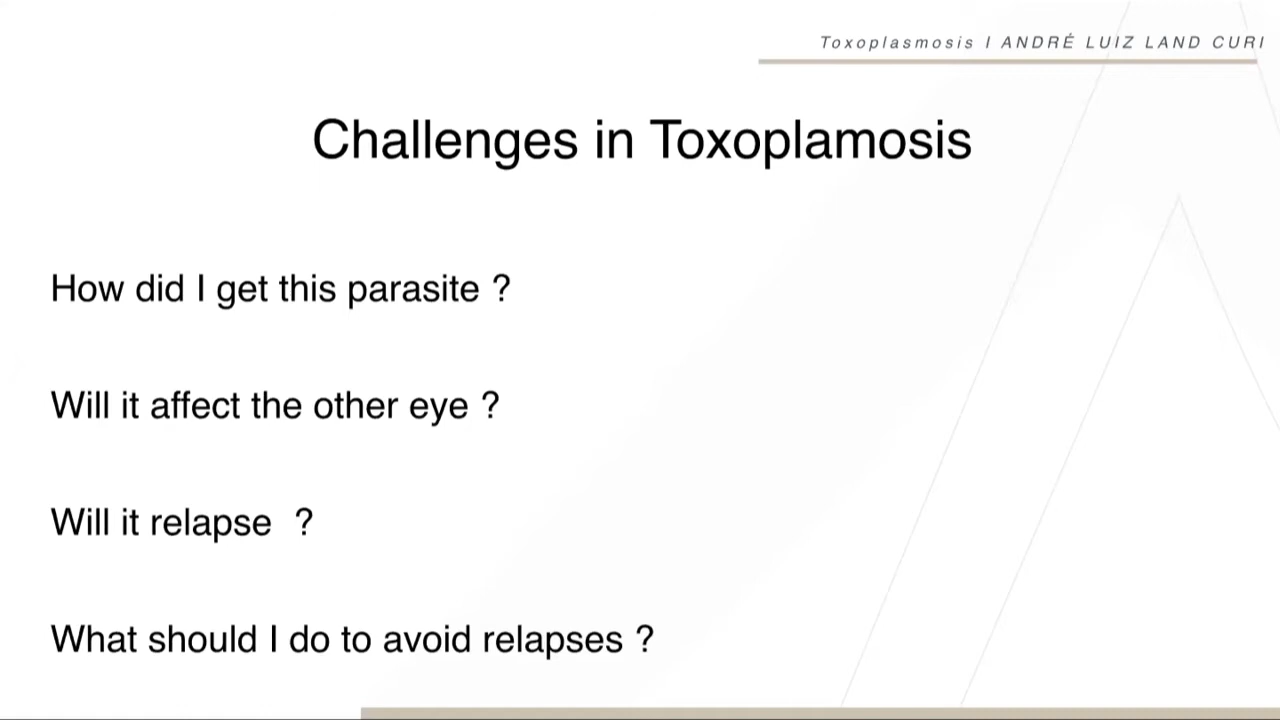 Toxoplasmosis I ANDRÉ LUIZ LAND CURI
Challenges in Toxoplamosis
How did I get this parasite ?
Will it affect the other eye ?
Will it relapse ?
What should I do to avoid relapses ?